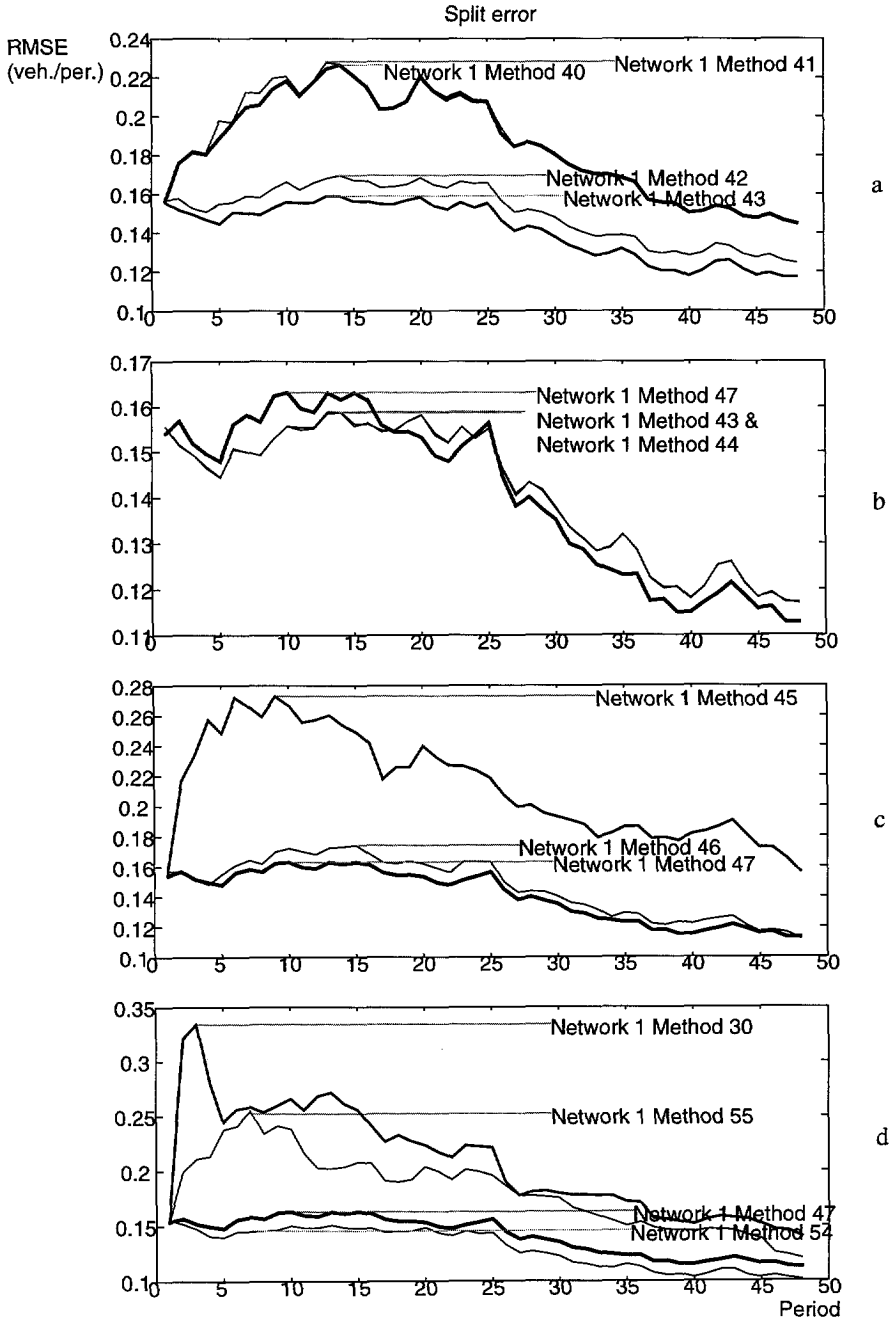 Split error
RMSE
(veh./per.)
0.24
0.22
0.2
0.18
0.16
0.14
0.12
0.1
Network 1 Method 41
Network 1 Method 40
Network 1 Method 42
Network 1 Method 43
a
0 5 10 15 20 25 30 35 40 45 50
0.17
0.16
0.15
0.14
0.13
0.12
0.11
Network 1 Method 47
Network 1 Method 43 &
Network 1 Method 44
b
0 5 10 15 20 25 30 35 40 45 50
0.28
0.26
0.24
0.22
0.2
0.18
0.16
0.14
0.12
0.1
Network 1 Method 45
Network 1 Method 46
Network 1 Method 47
c
0 5 10 15 20 25 30 35 40 45 50
0.35
0.3
0.25
0.2
0.15
0.1
Network 1 Method 30
Network 1 Method 55
Network 1 Method 47
Network 1 Method 54
d
0 5 10 15 20 25 30 35 40 45 50
Period